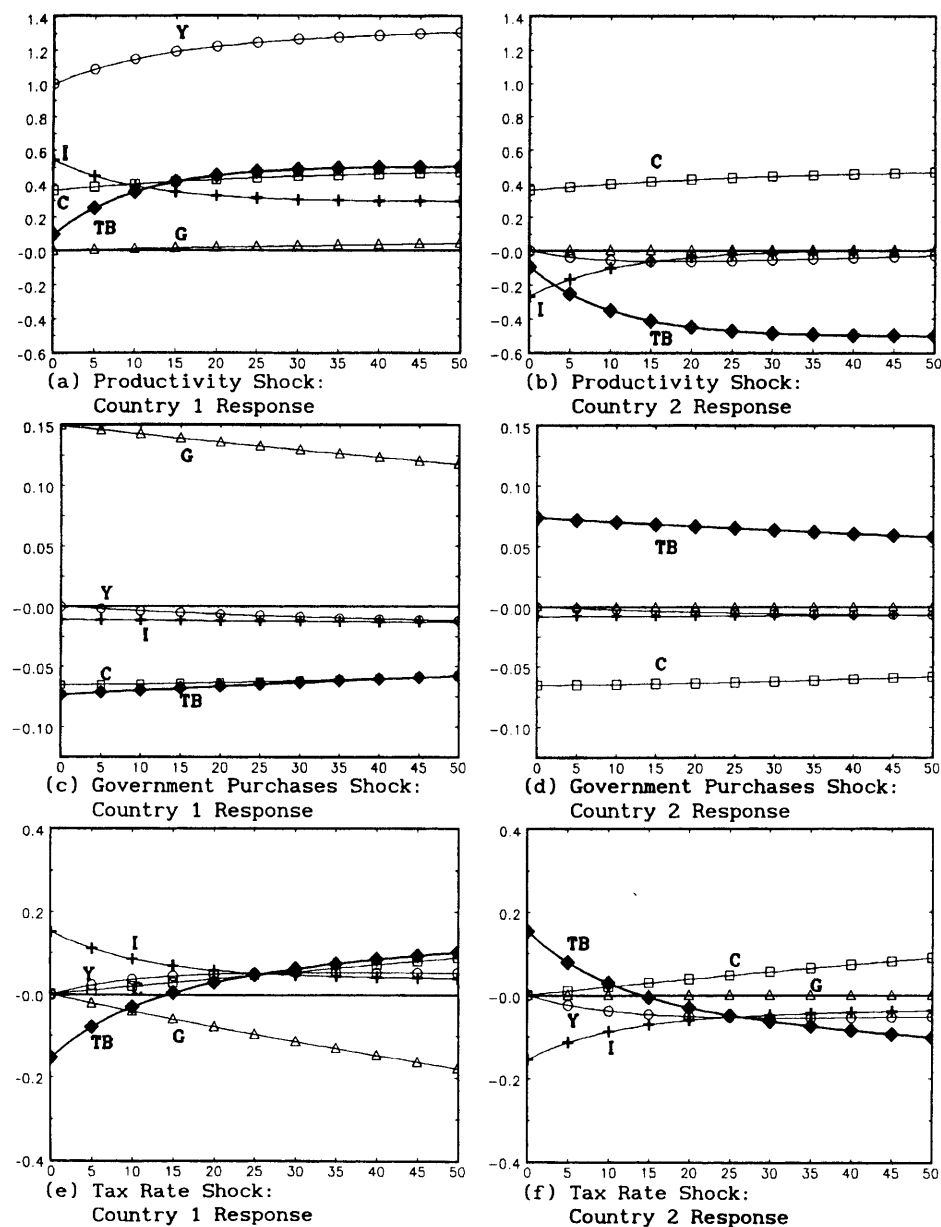 1.4
1.2
1.0
0.8
0.6
0.4
0.2
-0.0
-0.2
-0.4
-0.6
Y
I
C
TB
G
0 5 10 15 20 25 30 35 40 45 50
(a) Productivity Shock:
Country 1 Response
1.4
1.2
1.0
0.8
0.6
0.4
0.2
-0.0
-0.2
-0.4
-0.6
C
I
TB
0 5 10 15 20 25 30 35 40 45 50
(b) Productivity Shock:
Country 2 Response
0.15
0.10
0.05
-0.00
-0.05
-0.10
G
Y
I
C
TB
0 5 10 15 20 25 30 35 40 45 50
(c) Government Purchases Shock:
Country 1 Response
0.15
0.10
0.05
-0.00
-0.05
-0.10
TB
C
0 5 10 15 20 25 30 35 40 45 50
(d) Government Purchases Shock:
Country 2 Response
0.4
0.2
-0.0
-0.2
-0.4
I
Y
C
TB
G
0 5 10 15 20 25 30 35 40 45 50
(e) Tax Rate Shock:
Country 1 Response
0.4
0.2
-0.0
-0.2
-0.4
TB
C
G
Y
I
0 5 10 15 20 25 30 35 40 45 50
(f) Tax Rate Shock:
Country 2 Response